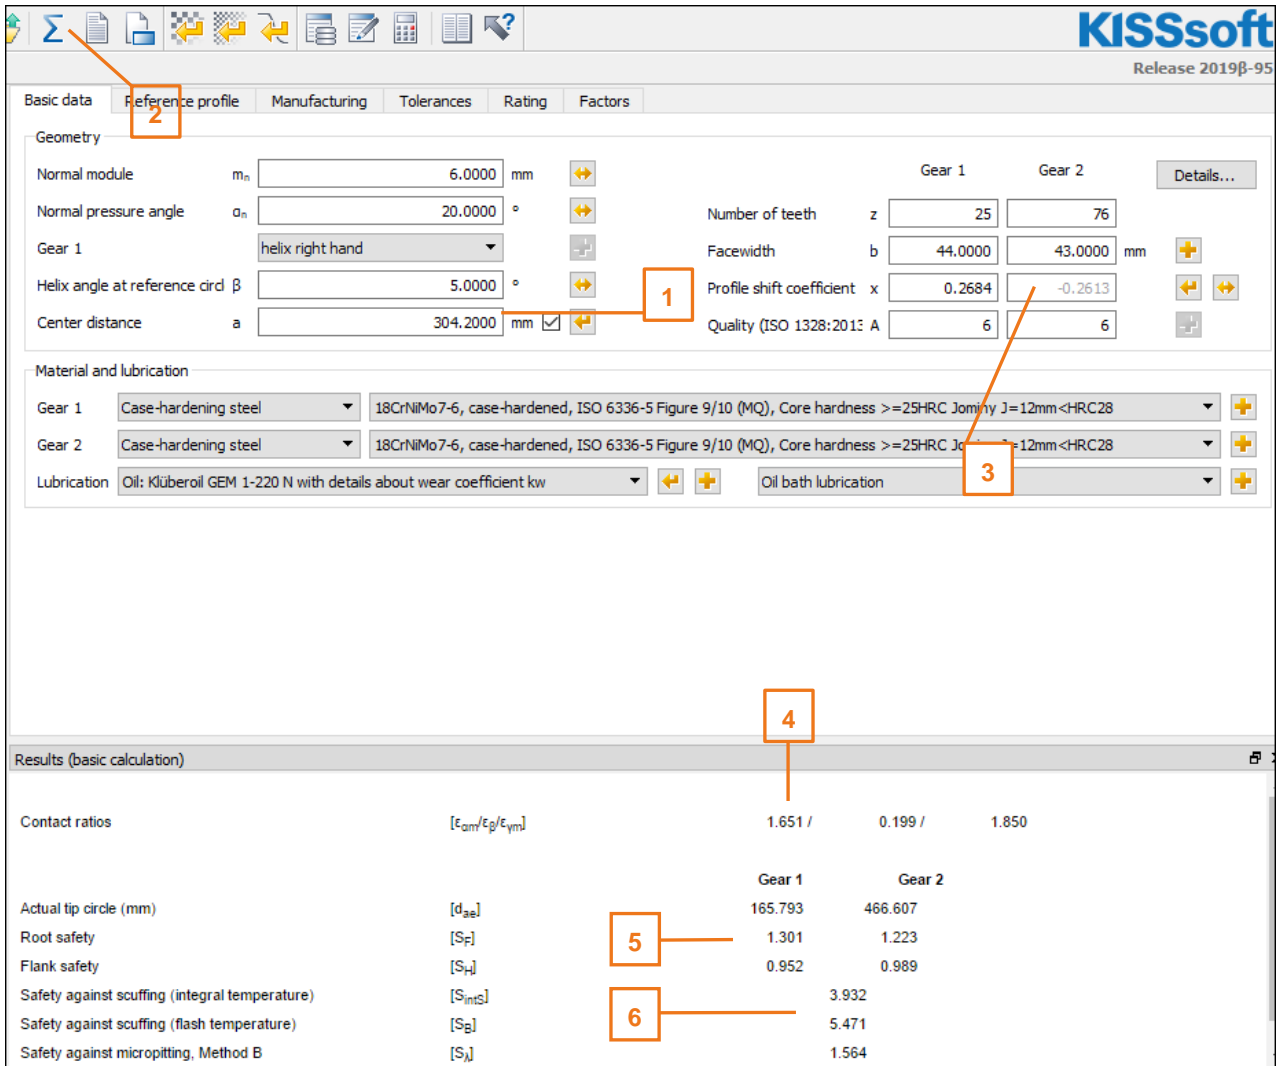 KISSsoft
Release 2019β-95
Basic data Reference profile Manufacturing Tolerances Rating Factors
2
Geometry
Gear 1 Gear 2 Details...
Normal module mn 6.0000 mm
Normal pressure angle αn 20.0000 °
Number of teeth z 25 76
Gear 1 helix right hand
Facewidth b 44.0000 43.0000 mm
Helix angle at reference circl β 5.0000 °
1
Profile shift coefficient x 0.2684 -0.2613
Center distance a 304.2000 mm
Quality (ISO 1328:2013 A 6 6
Material and lubrication
Gear 1 Case-hardening steel 18CrNiMo7-6, case-hardened, ISO 6336-5 Figure 9/10 (MQ), Core hardness >=25HRC Jominy J=12mm<HRC28
Gear 2 Case-hardening steel 18CrNiMo7-6, case-hardened, ISO 6336-5 Figure 9/10 (MQ), Core hardness >=25HRC Jominy J=12mm<HRC28
3
Lubrication Oil: Klüberoil GEM 1-220 N with details about wear coefficient kw Oil bath lubrication
4
Results (basic calculation)
Contact ratios [εαm/εβ/εγm] 1.651 / 0.199 / 1.850
Gear 1 Gear 2
Actual tip circle (mm) [dae] 165.793 466.607
Root safety [SF] 5 1.301 1.223
Flank safety [SH] 0.952 0.989
Safety against scuffing (integral temperature) [SintS] 3.932
6
Safety against scuffing (flash temperature) [SB] 5.471
Safety against micropitting, Method B [Sλ] 1.564